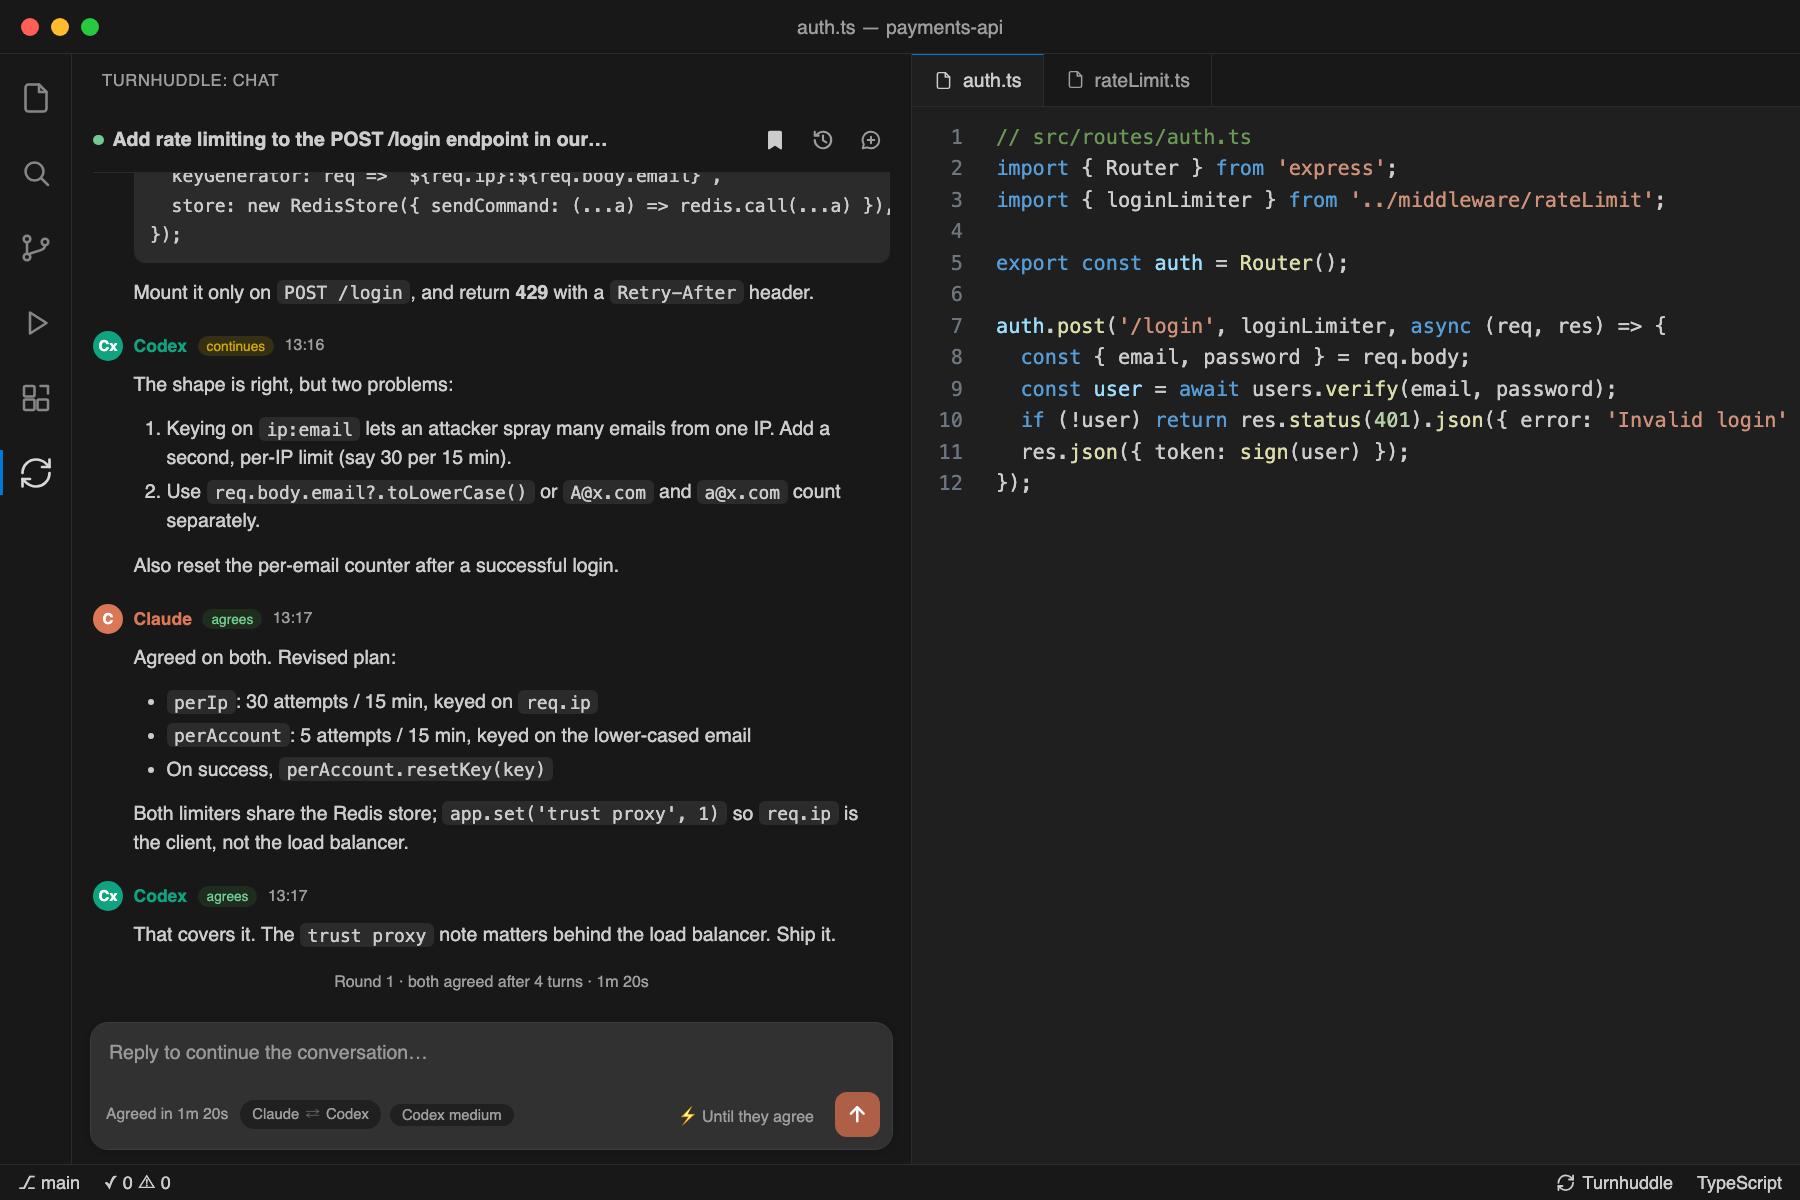 auth.ts — payments-api
TURNHUDDLE: CHAT
Add rate limiting to the POST /login endpoint in our…
keyGenerator: req => `${req.ip}:${req.body.email}`,
store: new RedisStore({ sendCommand: (...a) => redis.call(...a) }),
});
Mount it only on POST /login, and return 429 with a Retry-After header.
Cx Codex continues 13:16
The shape is right, but two problems:
1. Keying on ip:email lets an attacker spray many emails from one IP. Add a
second, per-IP limit (say 30 per 15 min).
2. Use req.body.email?.toLowerCase() or A@x.com and a@x.com count
separately.
Also reset the per-email counter after a successful login.
C Claude agrees 13:17
Agreed on both. Revised plan:
• perIp: 30 attempts / 15 min, keyed on req.ip
• perAccount: 5 attempts / 15 min, keyed on the lower-cased email
• On success, perAccount.resetKey(key)
Both limiters share the Redis store; app.set('trust proxy', 1) so req.ip is
the client, not the load balancer.
Cx Codex agrees 13:17
That covers it. The trust proxy note matters behind the load balancer. Ship it.
Round 1 · both agreed after 4 turns · 1m 20s
Reply to continue the conversation…
Agreed in 1m 20s Claude ⇄ Codex Codex medium ⚡ Until they agree
auth.ts rateLimit.ts
1 // src/routes/auth.ts
2 import { Router } from 'express';
3 import { loginLimiter } from '../middleware/rateLimit';
4
5 export const auth = Router();
6
7 auth.post('/login', loginLimiter, async (req, res) => {
8 const { email, password } = req.body;
9 const user = await users.verify(email, password);
10 if (!user) return res.status(401).json({ error: 'Invalid login'
11 res.json({ token: sign(user) });
12 });
main ✓ 0 ⚠ 0
Turnhuddle TypeScript